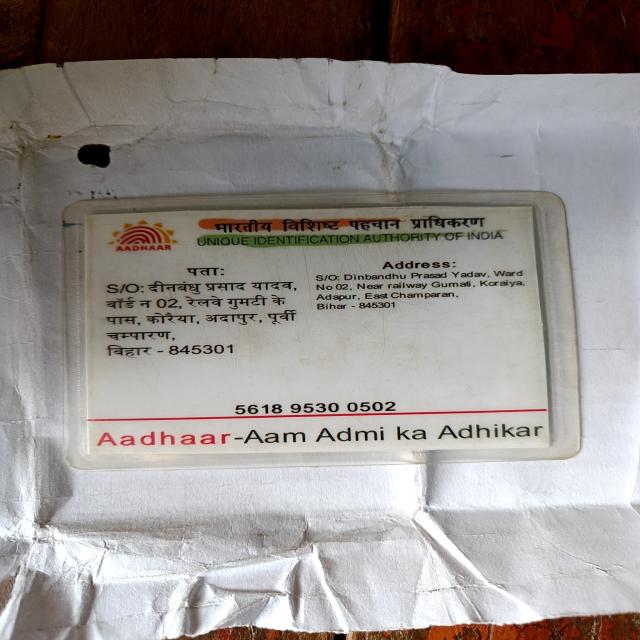 भारतीय विशिष्ट पहचान प्राधिकरण
UNIQUE IDENTIFICATION AUTHORITY OF INDIA
AADHAAR
पता:
S/O: दीनबंधु प्रसाद यादव,
वॉर्ड न 02, रेलवे गुमटी के
पास, कोरैया, अदापुर, पूर्वी
चम्पारण,
बिहार - 845301
Address:
S/O: Dinbandhu Prasad Yadav, Ward
No 02, Near railway Gumati, Koraiya,
Adapur, East Champaran,
Bihar - 845301
5618 9530 0502
Aadhaar-Aam Admi ka Adhikar